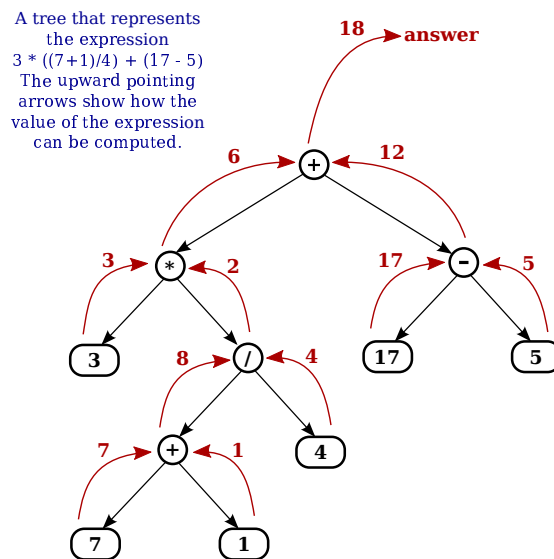 A tree that represents
the expression
3 * ((7+1)/4) + (17 - 5)
The upward pointing
arrows show how the
value of the expression
can be computed.
18
answer
+
6
12
*
-
3
2
17
5
3
/
17
5
8
4
+
4
7
1
7
1